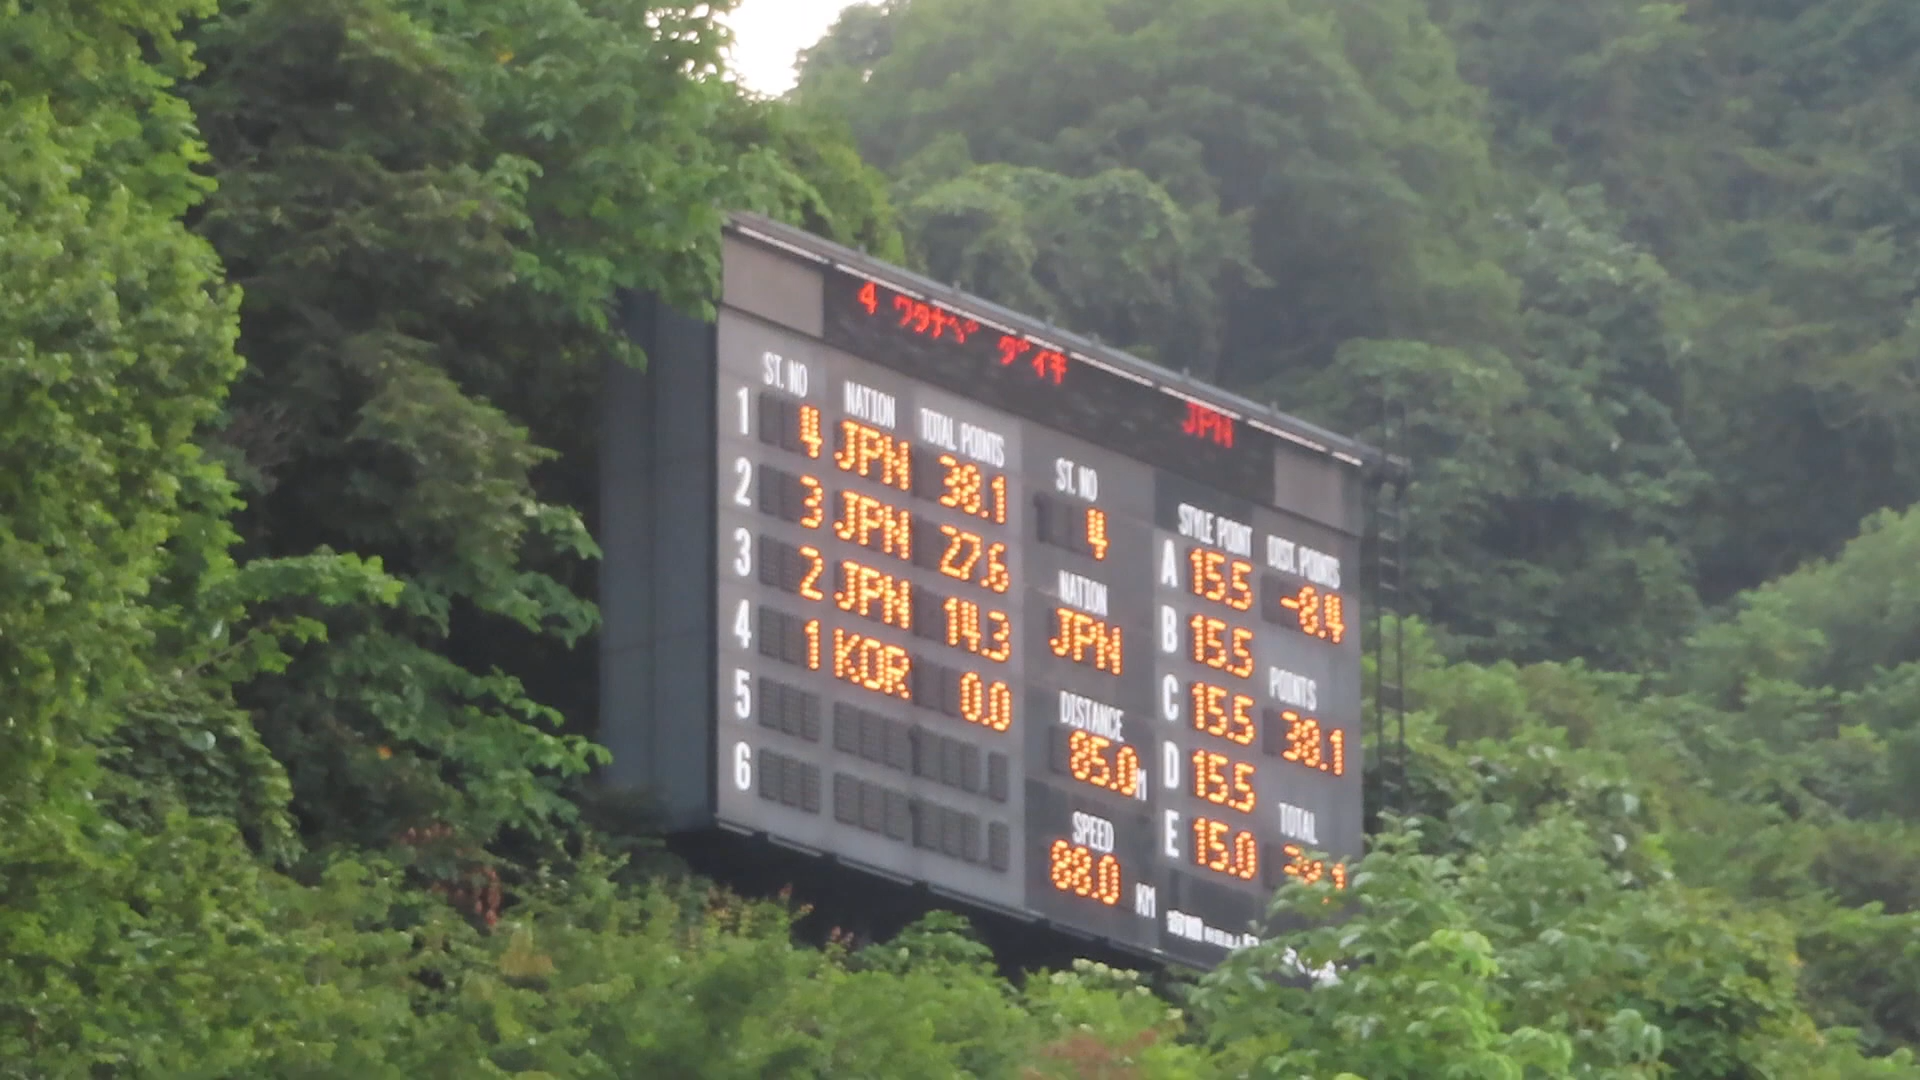 4 ワタナベ ダイキ JPN
ST. NO NATION TOTAL POINTS
1 4 JPN 38.1
2 3 JPN 27.6
3 2 JPN 14.3
4 1 KOR 0.0
5
6
ST. NO
4
NATION
JPN
DISTANCE
85.0M
SPEED
88.0 KM
STYLE POINT
A 15.5
B 15.5
C 15.5
D 15.5
E 15.0
DIST. POINTS
-8.4
POINTS
38.1
TOTAL